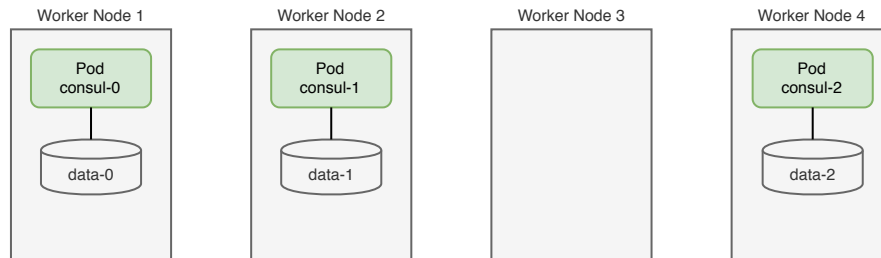 Worker Node 1
Worker Node 2
Worker Node 3
Worker Node 4
Pod
consul-0
Pod
consul-1
Pod
consul-2
data-0
data-1
data-2